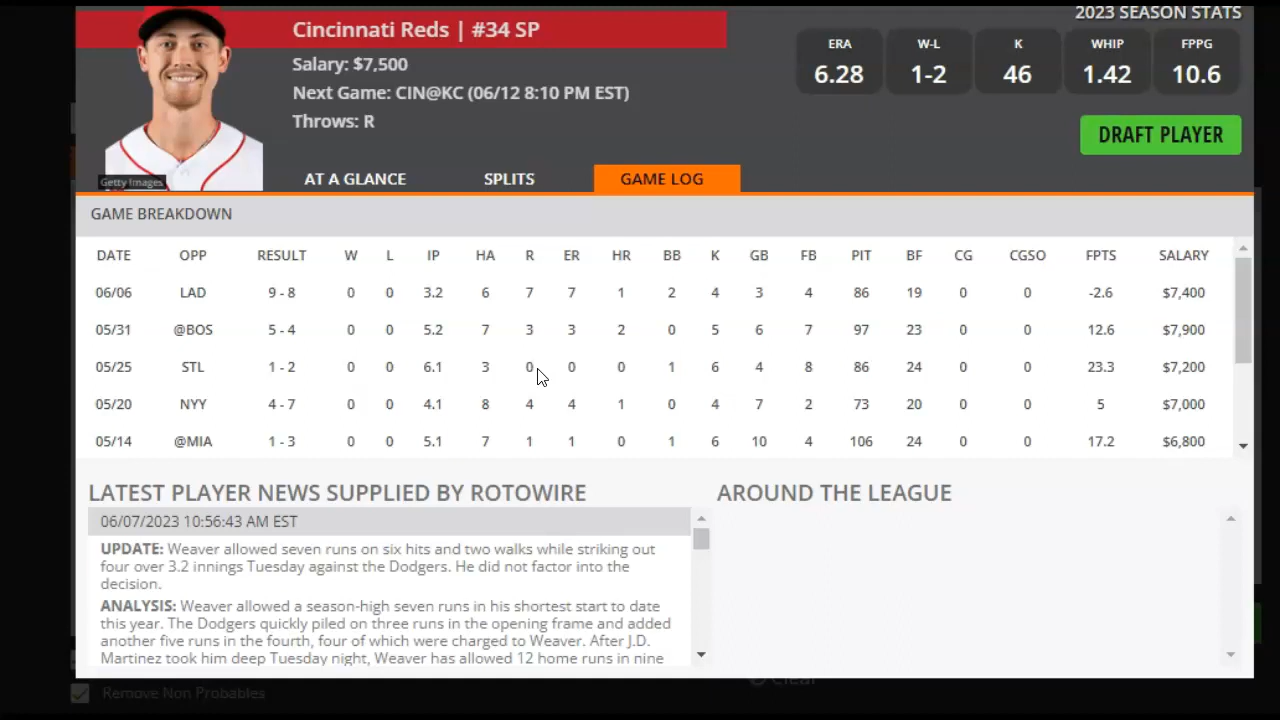 2023 SEASON STATS
Cincinnati Reds | #34 SP
Salary: $7,500
Next Game: CIN@KC (06/12 8:10 PM EST)
Throws: R
ERA W-L K WHIP FPPG
6.28 1-2 46 1.42 10.6
DRAFT PLAYER
Getty Images
AT A GLANCE SPLITS GAME LOG
GAME BREAKDOWN
DATE OPP RESULT W L IP HA R ER HR BB K GB FB PIT BF CG CGSO FPTS SALARY
06/06 LAD 9 - 8 0 0 3.2 6 7 7 1 2 4 3 4 86 19 0 0 -2.6 $7,400
05/31 @BOS 5 - 4 0 0 5.2 7 3 3 2 0 5 6 7 97 23 0 0 12.6 $7,900
05/25 STL 1 - 2 0 0 6.1 3 0 0 0 1 6 4 8 86 24 0 0 23.3 $7,200
05/20 NYY 4 - 7 0 0 4.1 8 4 4 1 0 4 7 2 73 20 0 0 5 $7,000
05/14 @MIA 1 - 3 0 0 5.1 7 1 1 0 1 6 10 4 106 24 0 0 17.2 $6,800
LATEST PLAYER NEWS SUPPLIED BY ROTOWIRE
06/07/2023 10:56:43 AM EST
UPDATE: Weaver allowed seven runs on six hits and two walks while striking out
four over 3.2 innings Tuesday against the Dodgers. He did not factor into the
decision.
ANALYSIS: Weaver allowed a season-high seven runs in his shortest start to date
this year. The Dodgers quickly piled on three runs in the opening frame and added
another five runs in the fourth, four of which were charged to Weaver. After J.D.
Martinez took him deep Tuesday night, Weaver has allowed 12 home runs in nine
AROUND THE LEAGUE
Remove Non Probables
Clear